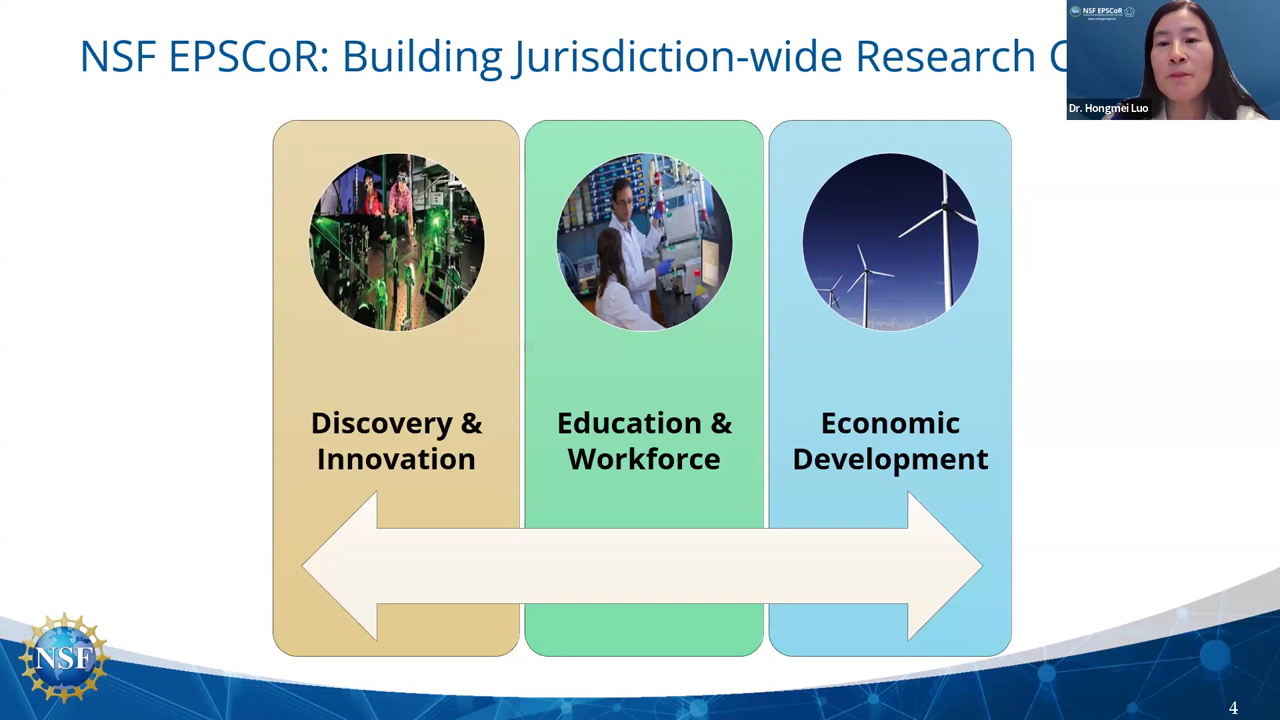 NSF EPSCoR: Building Jurisdiction-wide Research
NSF EPSCoR
Dr. Hongmei Luo
Discovery &
Innovation
Education &
Workforce
Economic
Development
NSF
4